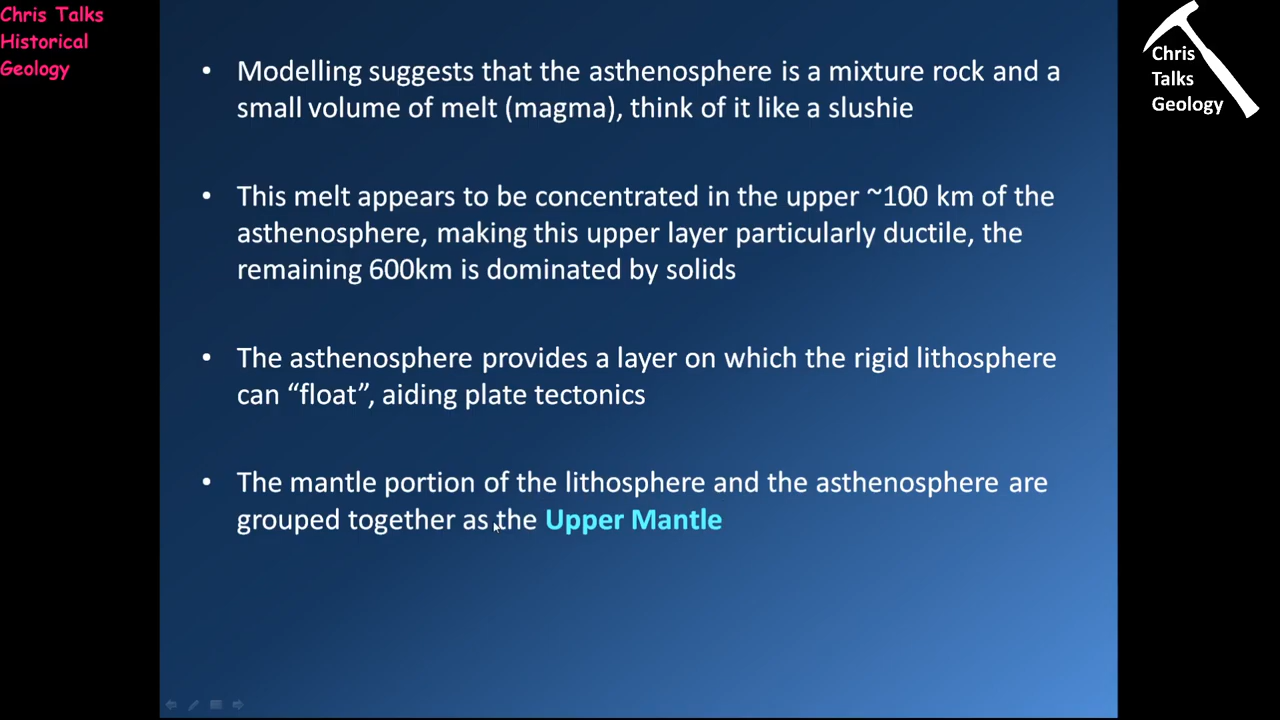 Chris Talks
Historical
Geology
Chris
Talks
Geology
• Modelling suggests that the asthenosphere is a mixture rock and a
small volume of melt (magma), think of it like a slushie
• This melt appears to be concentrated in the upper ~100 km of the
asthenosphere, making this upper layer particularly ductile, the
remaining 600km is dominated by solids
• The asthenosphere provides a layer on which the rigid lithosphere
can “float”, aiding plate tectonics
• The mantle portion of the lithosphere and the asthenosphere are
grouped together as the Upper Mantle